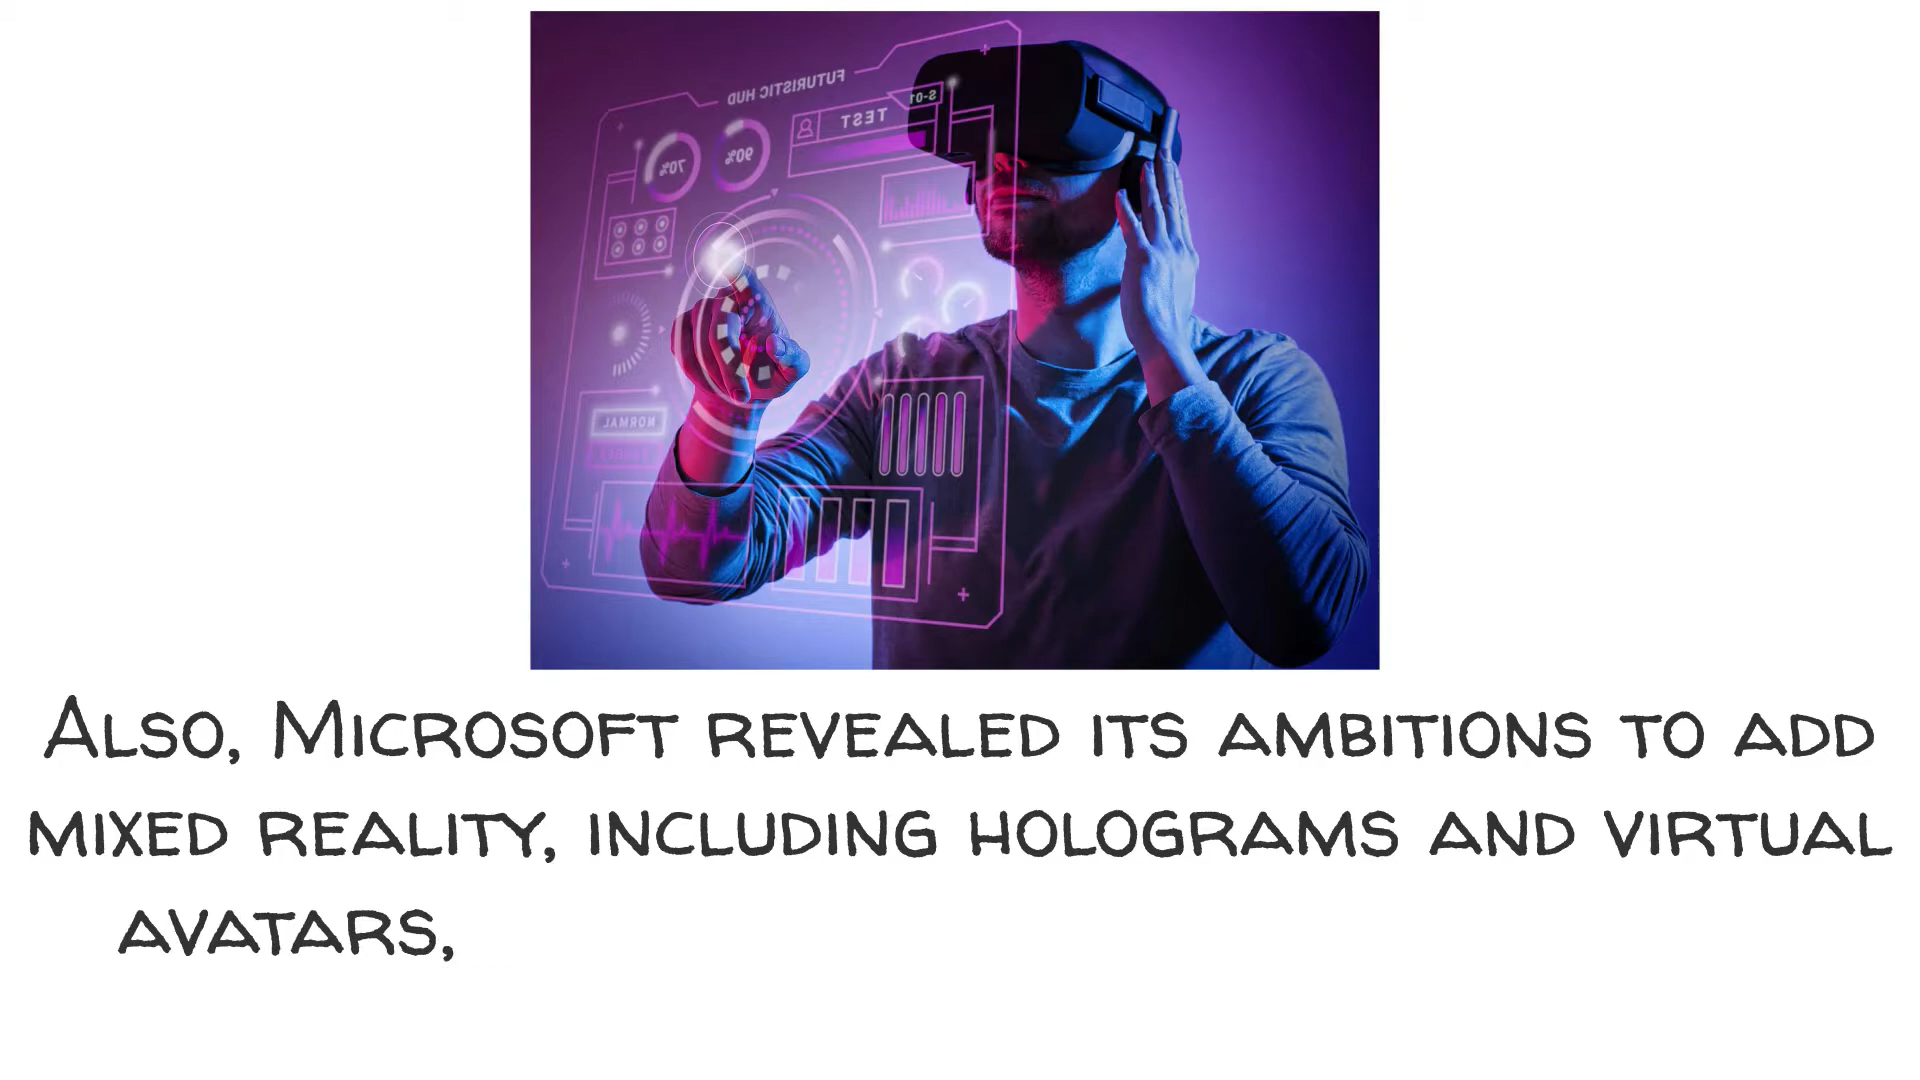 FUTURISTIC HUD
S-01
TEST
70%
90%
NORMAL
Also, Microsoft revealed its ambitions to add
mixed reality, including holograms and virtual
avatars,